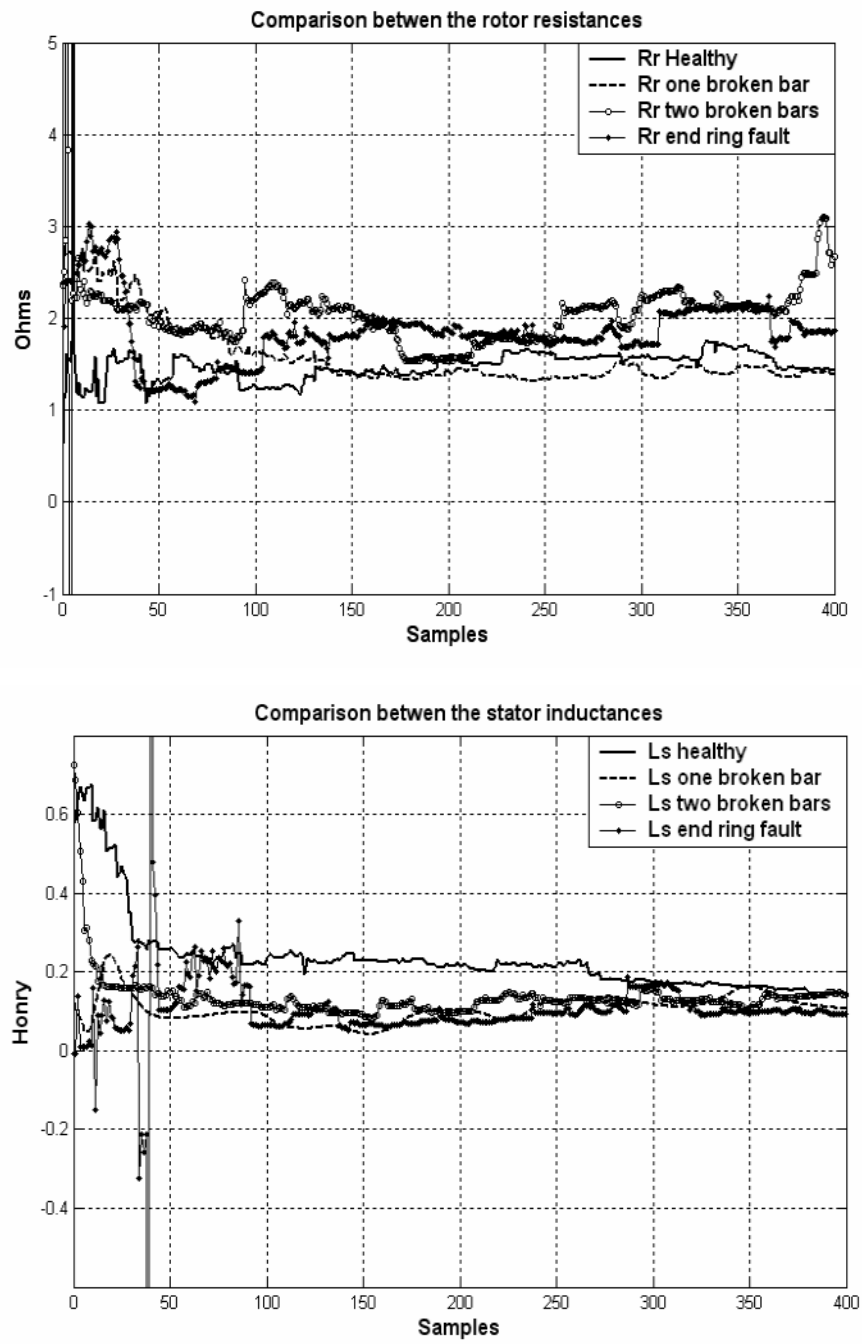 Comparison betwen the rotor resistances
5
4
3
2
1
0
-1
Ohms
Rr Healthy
Rr one broken bar
Rr two broken bars
Rr end ring fault
0 50 100 150 200 250 300 350 400
Samples
Comparison betwen the stator inductances
0.6
0.4
0.2
0
-0.2
-0.4
Honry
Ls healthy
Ls one broken bar
Ls two broken bars
Ls end ring fault
0 50 100 150 200 250 300 350 400
Samples